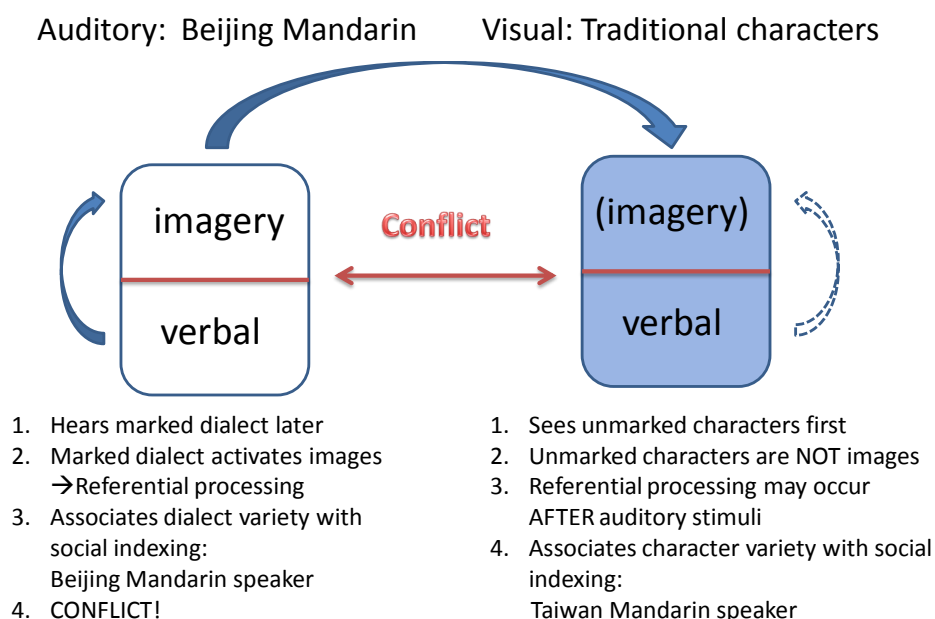 Auditory: Beijing Mandarin
Visual: Traditional characters
imagery
verbal
Conflict
(imagery)
verbal
1. Hears marked dialect later
2. Marked dialect activates images
→Referential processing
3. Associates dialect variety with
social indexing:
Beijing Mandarin speaker
4. CONFLICT!
1. Sees unmarked characters first
2. Unmarked characters are NOT images
3. Referential processing may occur
AFTER auditory stimuli
4. Associates character variety with social
indexing:
Taiwan Mandarin speaker